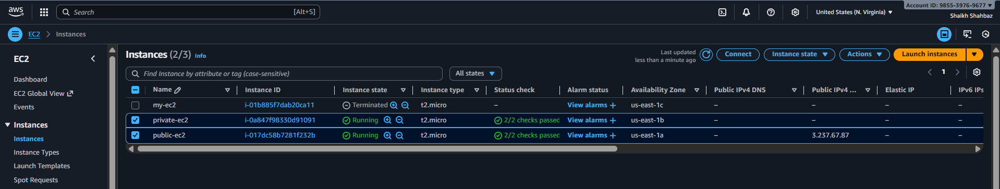 aws Search [Alt+S] United States (N. Virginia) Account ID: 9855-3976-9677
Shaikh Shahbaz
EC2 Instances
EC2
Dashboard
EC2 Global View
Events
Instances
Instances
Instance Types
Launch Templates
Spot Requests
Instances (2/3) Info
Last updated
less than a minute ago
Connect Instance state Actions Launch instances
Find Instance by attribute or tag (case-sensitive) All states 1
Name Instance ID Instance state Instance type Status check Alarm status Availability Zone Public IPv4 DNS Public IPv4 ... Elastic IP IPv6 IPs
my-ec2 i-01b885f7dab20ca11 Terminated t2.micro – View alarms + us-east-1c – – – –
private-ec2 i-0a847f98330d91091 Running t2.micro 2/2 checks passed View alarms + us-east-1b – – – –
public-ec2 i-017dc58b7281f232b Running t2.micro 2/2 checks passed View alarms + us-east-1a – 3.237.67.87 – –